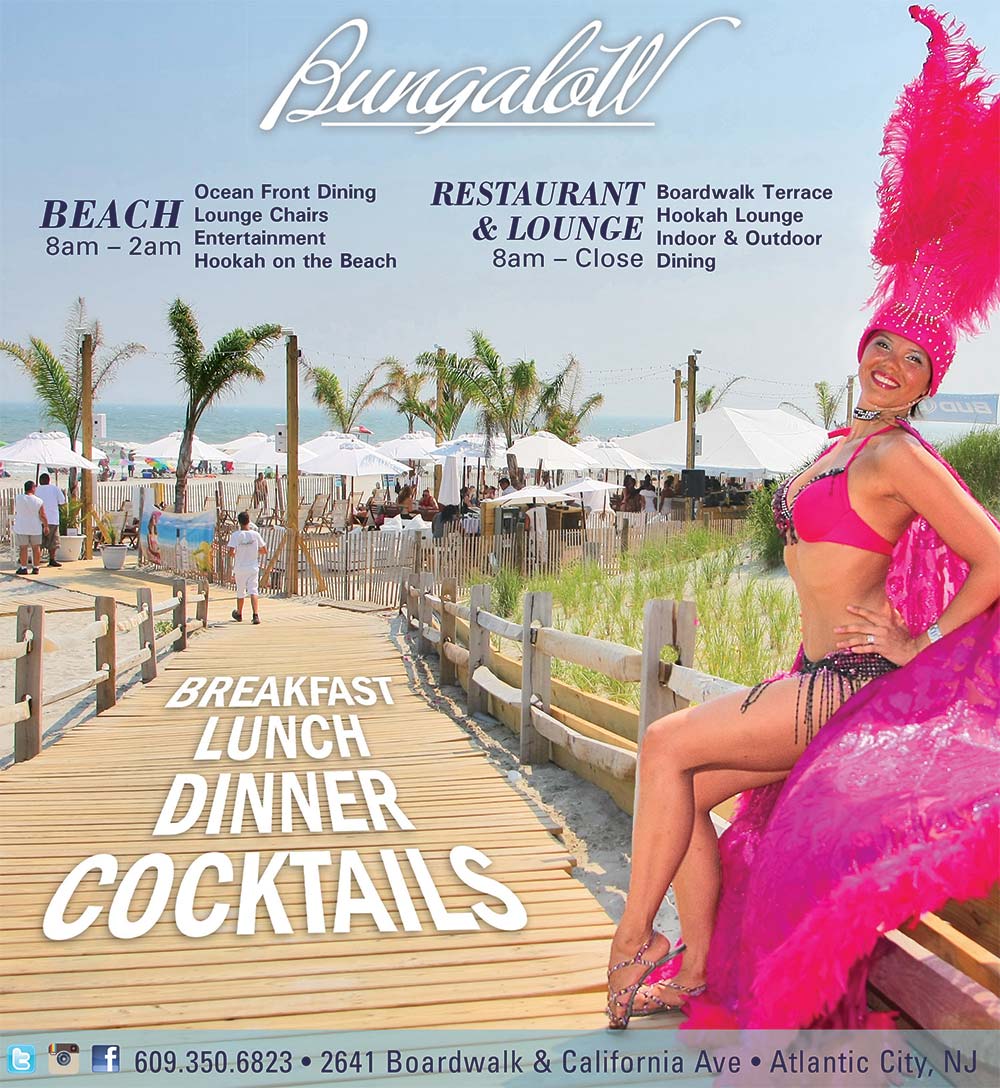 BungaloW
BEACH
8am – 2am
Ocean Front Dining
Lounge Chairs
Entertainment
Hookah on the Beach
RESTAURANT
& LOUNGE
8am – Close
Boardwalk Terrace
Hookah Lounge
Indoor & Outdoor
Dining
BUD
BREAKFAST
LUNCH
DINNER
COCKTAILS
609.350.6823 • 2641 Boardwalk & California Ave • Atlantic City, NJ